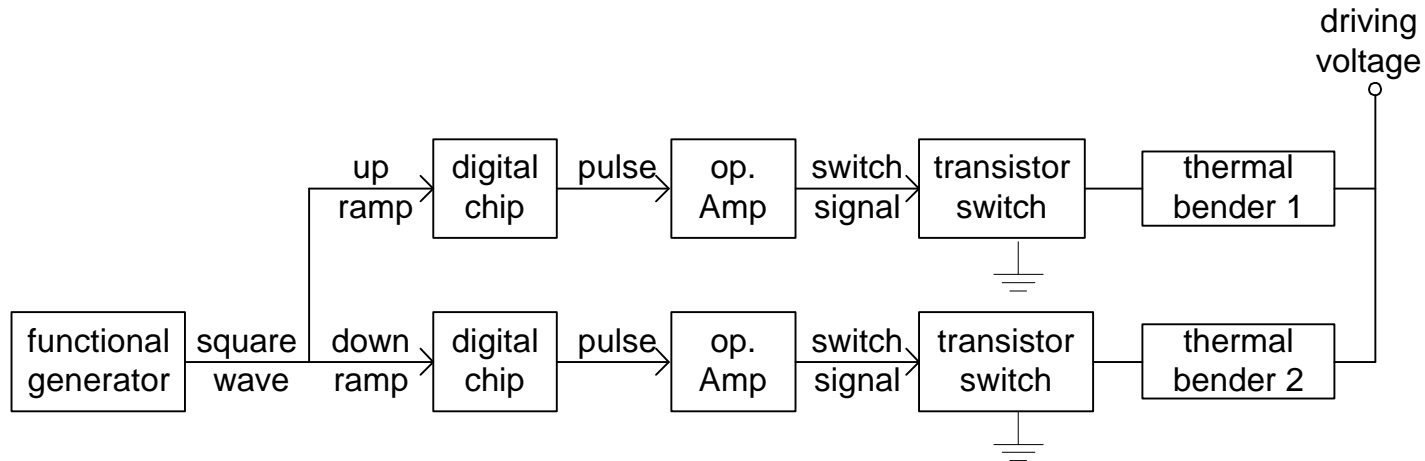 driving
voltage
up
ramp
digital
chip
pulse
op.
Amp
switch
signal
transistor
switch
thermal
bender 1
functional
generator
square
wave
down
ramp
digital
chip
pulse
op.
Amp
switch
signal
transistor
switch
thermal
bender 2